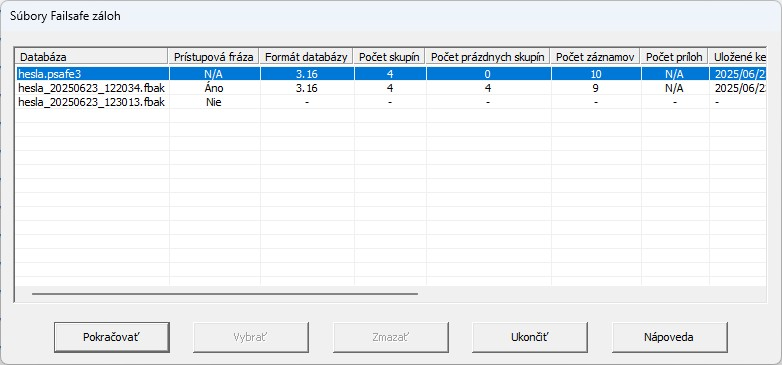 Súbory Failsafe záloh
Databáza Prístupová fráza Formát databázy Počet skupín Počet prázdnych skupín Počet záznamov Počet príloh Uložené ke
hesla.psafe3 N/A 3.16 4 0 10 N/A 2025/06/23
hesla_20250623_122034.fbak Áno 3.16 4 4 9 N/A 2025/06/23
hesla_20250623_123013.fbak Nie - - - - - -
Pokračovať Vybrať Zmazať Ukončiť Nápoveda